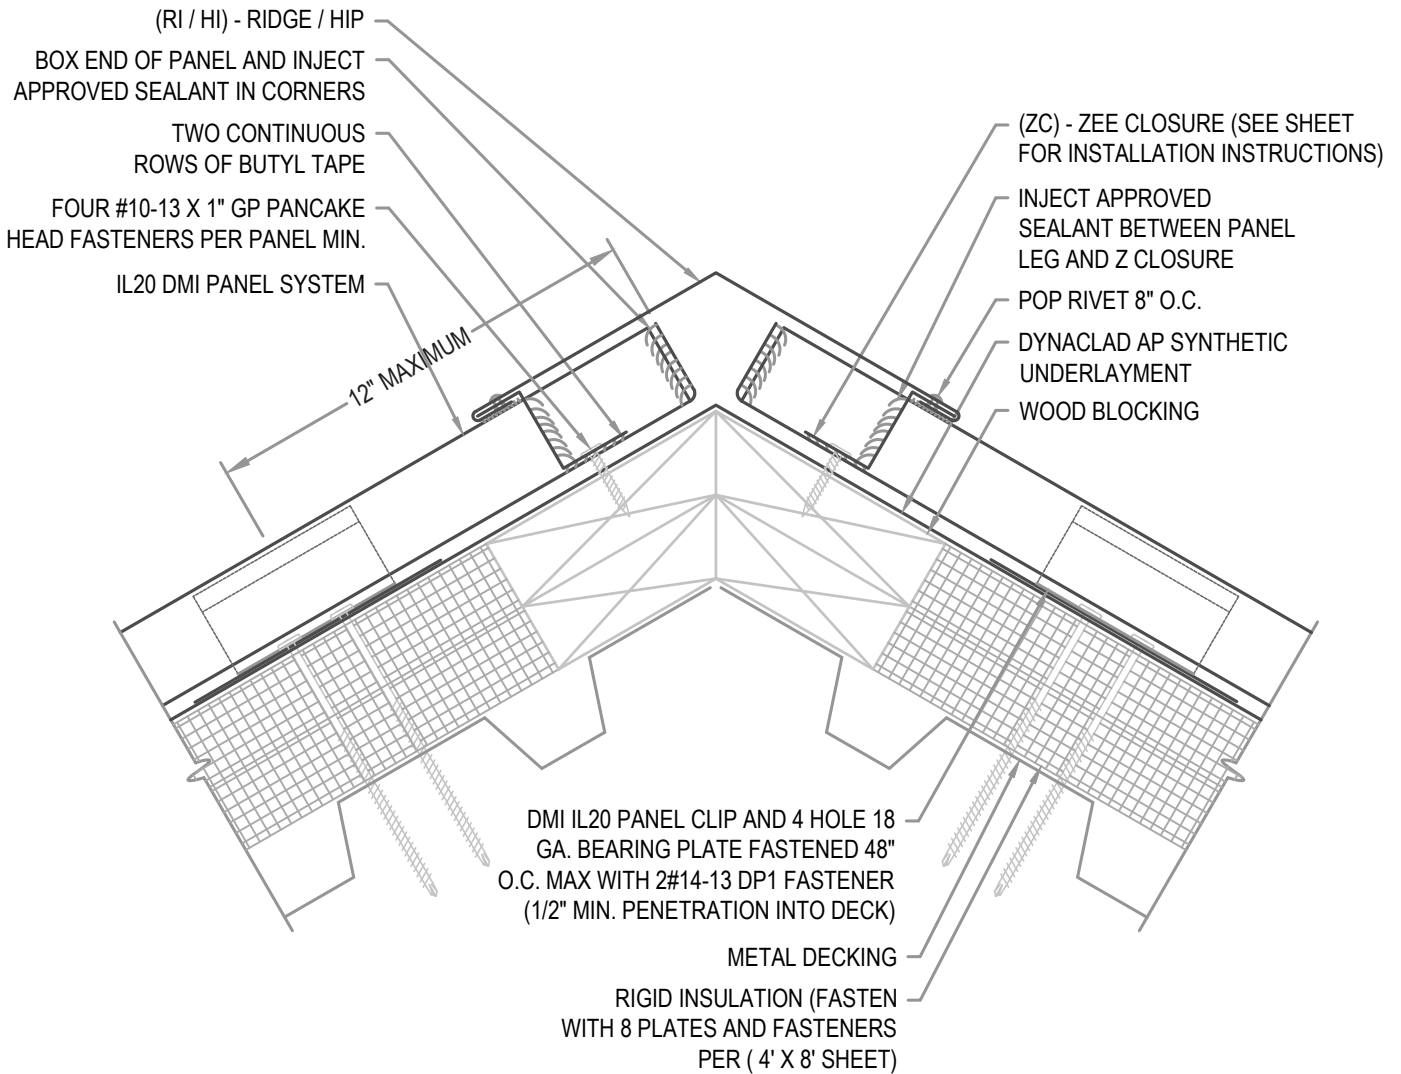 (RI / HI) - RIDGE / HIP
BOX END OF PANEL AND INJECT
APPROVED SEALANT IN CORNERS
TWO CONTINUOUS
ROWS OF BUTYL TAPE
FOUR #10-13 X 1" GP PANCAKE
HEAD FASTENERS PER PANEL MIN.
IL20 DMI PANEL SYSTEM
12" MAXIMUM
(ZC) - ZEE CLOSURE (SEE SHEET
FOR INSTALLATION INSTRUCTIONS)
INJECT APPROVED
SEALANT BETWEEN PANEL
LEG AND Z CLOSURE
POP RIVET 8" O.C.
DYNACLAD AP SYNTHETIC
UNDERLAYMENT
WOOD BLOCKING
DMI IL20 PANEL CLIP AND 4 HOLE 18
GA. BEARING PLATE FASTENED 48"
O.C. MAX WITH 2#14-13 DP1 FASTENER
(1/2" MIN. PENETRATION INTO DECK)
METAL DECKING
RIGID INSULATION (FASTEN
WITH 8 PLATES AND FASTENERS
PER ( 4' X 8' SHEET)